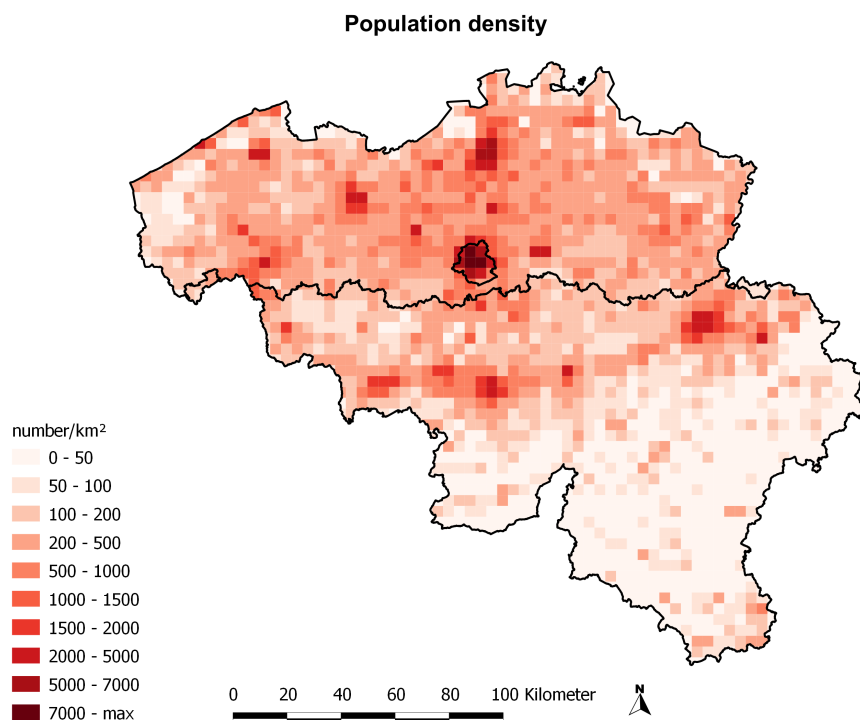 Population density
number/km²
0 - 50
50 - 100
100 - 200
200 - 500
500 - 1000
1000 - 1500
1500 - 2000
2000 - 5000
5000 - 7000
7000 - max
0 20 40 60 80 100 Kilometer
N